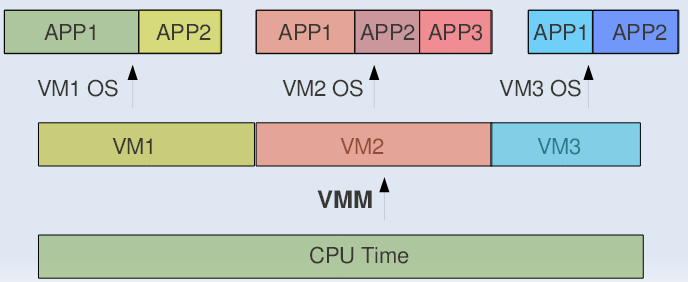 APP1 APP2 APP1 APP2 APP3 APP1 APP2
VM1 OS VM2 OS VM3 OS
VM1 VM2 VM3
VMM
CPU Time